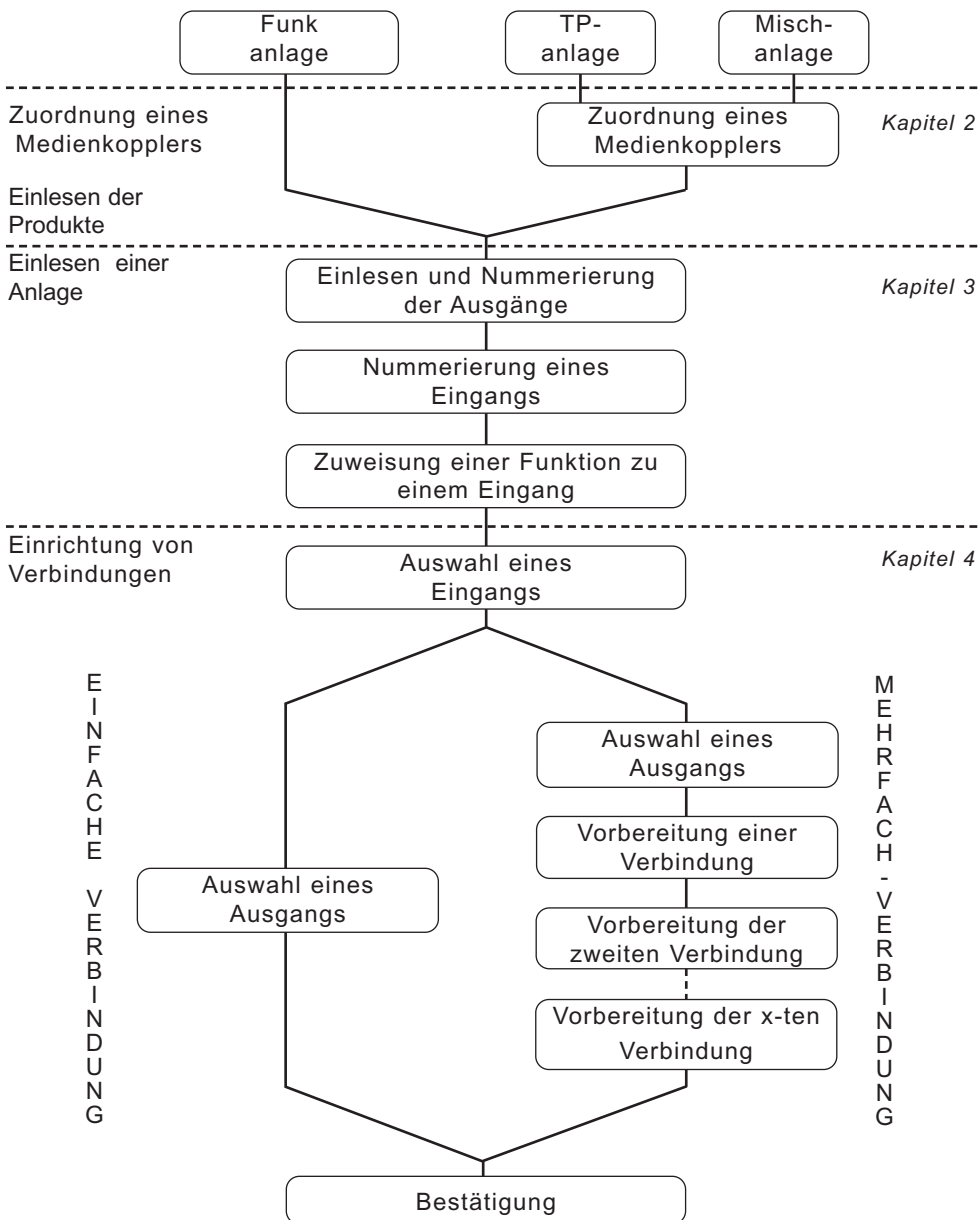 Funk
anlage
TP-
anlage
Misch-
anlage
Zuordnung eines
Medienkopplers
Zuordnung eines
Medienkopplers
Kapitel 2
Einlesen der
Produkte
Einlesen einer
Anlage
Einlesen und Nummerierung
der Ausgänge
Kapitel 3
Nummerierung eines
Eingangs
Zuweisung einer Funktion zu
einem Eingang
Einrichtung von
Verbindungen
Auswahl eines
Eingangs
Kapitel 4
EINFACHE VERBINDUNG
Auswahl eines
Ausgangs
MEHRFACH-VERBINDUNG
Auswahl eines
Ausgangs
Vorbereitung einer
Verbindung
Vorbereitung der
zweiten Verbindung
Vorbereitung der x-ten
Verbindung
Bestätigung